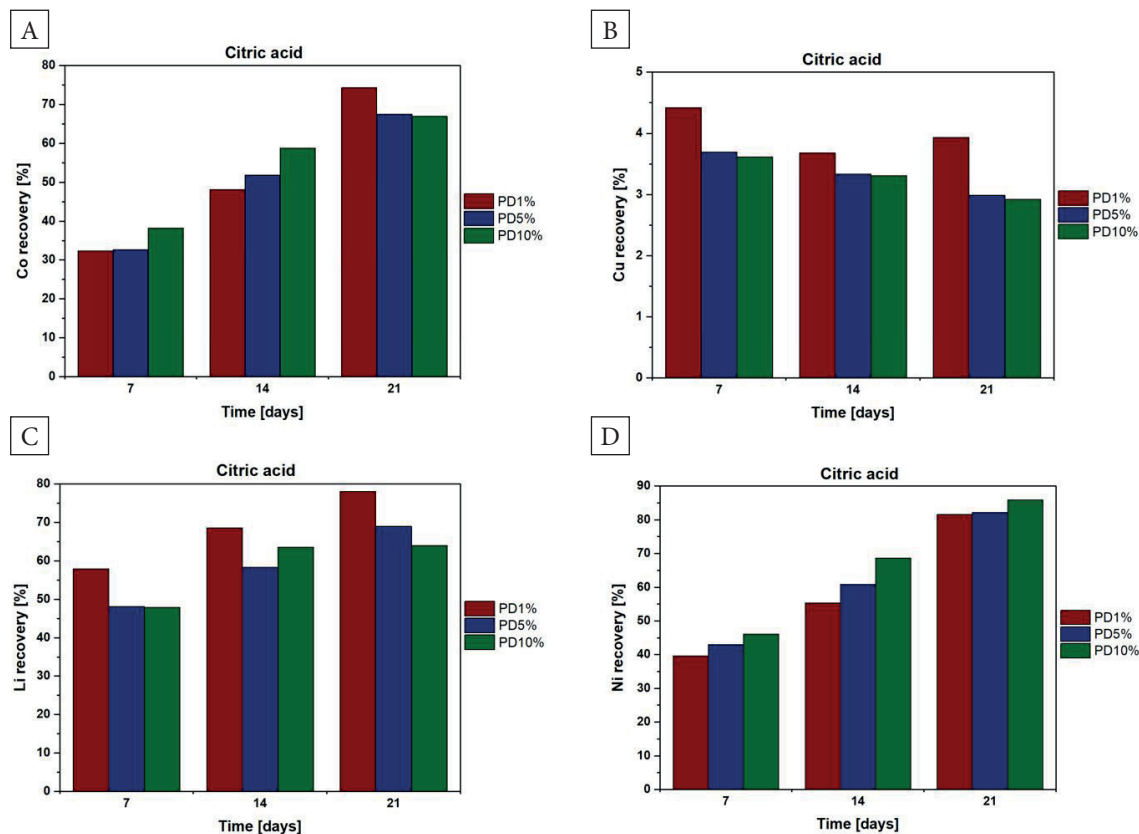 A
Citric acid
80
70
60
50
40
30
20
10
0
Co recovery [%]
7
14
21
Time [days]
PD1%
PD5%
PD10%
B
Citric acid
5
4
3
2
1
0
Cu recovery [%]
7
14
21
Time [days]
PD1%
PD5%
PD10%
C
Citric acid
80
70
60
50
40
30
20
10
0
Li recovery [%]
7
14
21
Time [days]
PD1%
PD5%
PD10%
D
Citric acid
90
80
70
60
50
40
30
20
10
0
Ni recovery [%]
7
14
21
Time [days]
PD1%
PD5%
PD10%